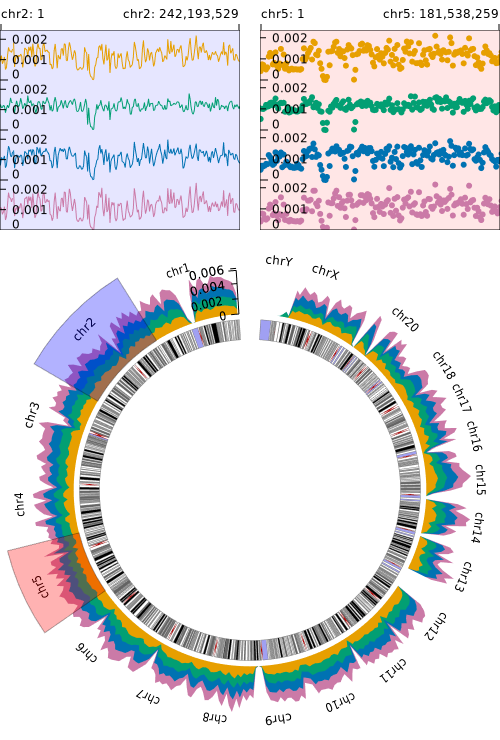 chr2: 1 chr2: 242,193,529
0.002
0.001
0
0.002
0.001
0
0.002
0.001
0
0.002
0.001
0
chr5: 1 chr5: 181,538,259
0.002
0.001
0
0.002
0.001
0
0.002
0.001
0
0.002
0.001
0
chrY
chrX
chr20
chr18
chr17
chr16
chr15
chr14
chr13
chr12
chr11
chr10
chr9
chr8
chr7
chr6
chr5
chr4
chr3
chr2
chr1
0.006
0.004
0.002
0